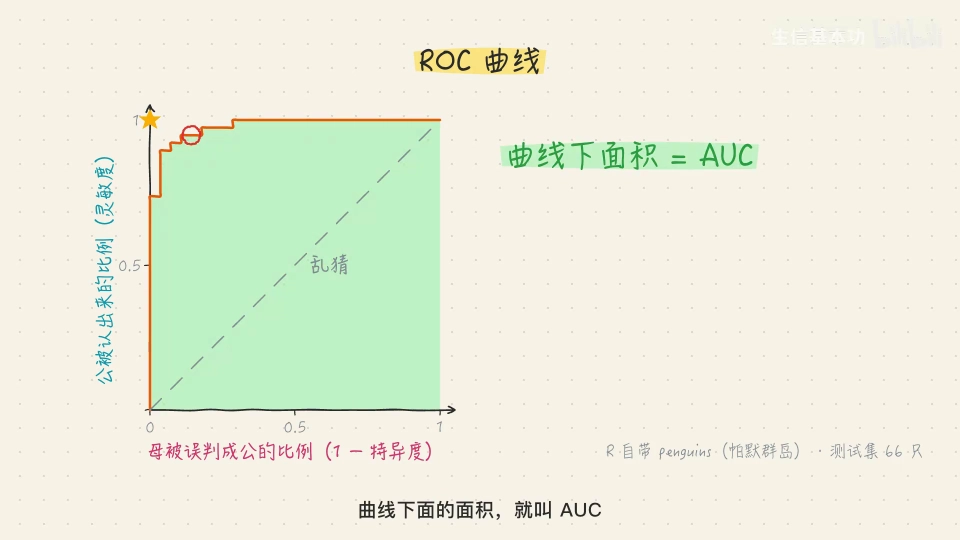 生信基本功 bilibili
ROC 曲线
曲线下面积 = AUC
1
0.5
乱猜
公被认出来的比例（灵敏度）
0
0.5
1
母被误判成公的比例（1 - 特异度）
R 自带 penguins（帕默群岛） · 测试集 66 只
曲线下面的面积，就叫 AUC